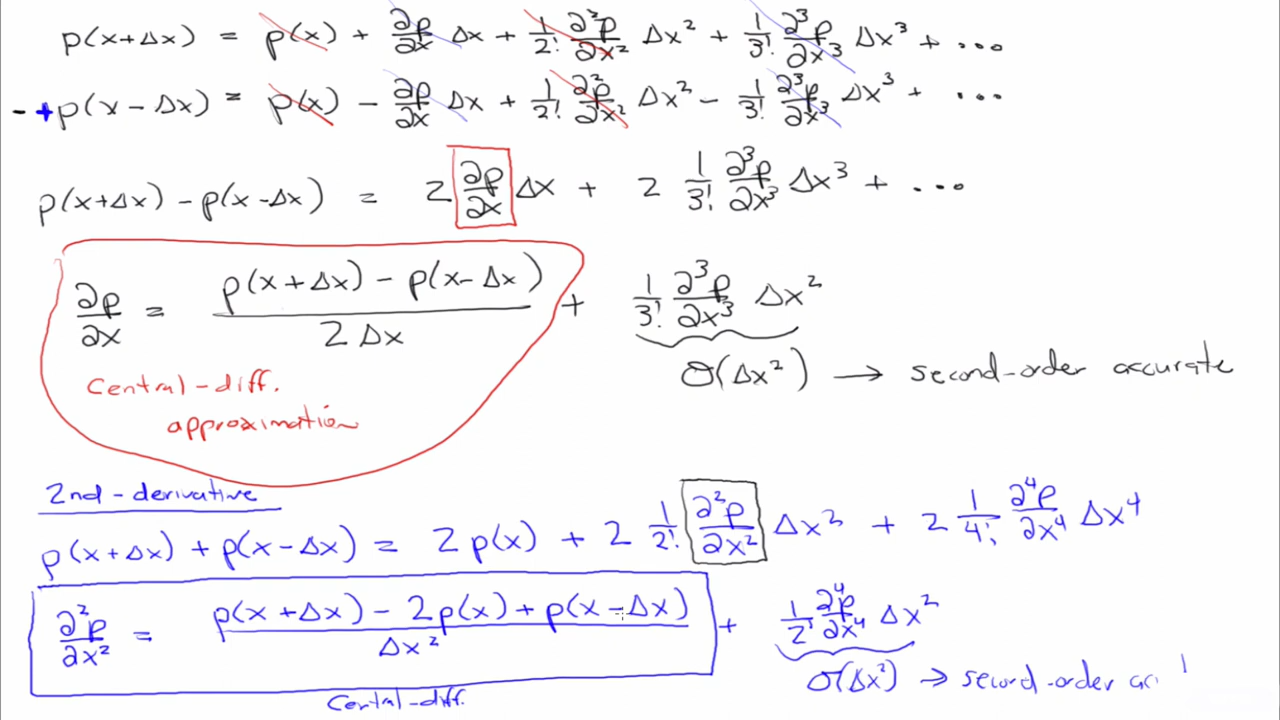 p(x+Δx) = p(x) + ∂p/∂x Δx + 1/2! ∂²p/∂x² Δx² + 1/3! ∂³p/∂x³ Δx³ + ...
- + p(x - Δx) = p(x) - ∂p/∂x Δx + 1/2! ∂²p/∂x² Δx² - 1/3! ∂³p/∂x³ Δx³ + ...
p(x+Δx) - p(x-Δx) = 2 ∂p/∂x Δx + 2 1/3! ∂³p/∂x³ Δx³ + ...
∂p/∂x = p(x+Δx) - p(x-Δx) / 2Δx + 1/3! ∂³p/∂x³ Δx²
O(Δx²) → second-order accurate
Central-diff.
approximation
2nd-derivative
p(x+Δx) + p(x-Δx) = 2p(x) + 2 1/2! ∂²p/∂x² Δx² + 2 1/4! ∂⁴p/∂x⁴ Δx⁴
∂²p/∂x² = p(x+Δx) - 2p(x) + p(x-Δx) / Δx² + 1/2! ∂⁴p/∂x⁴ Δx²
O(Δx²) → second-order
Central-diff.